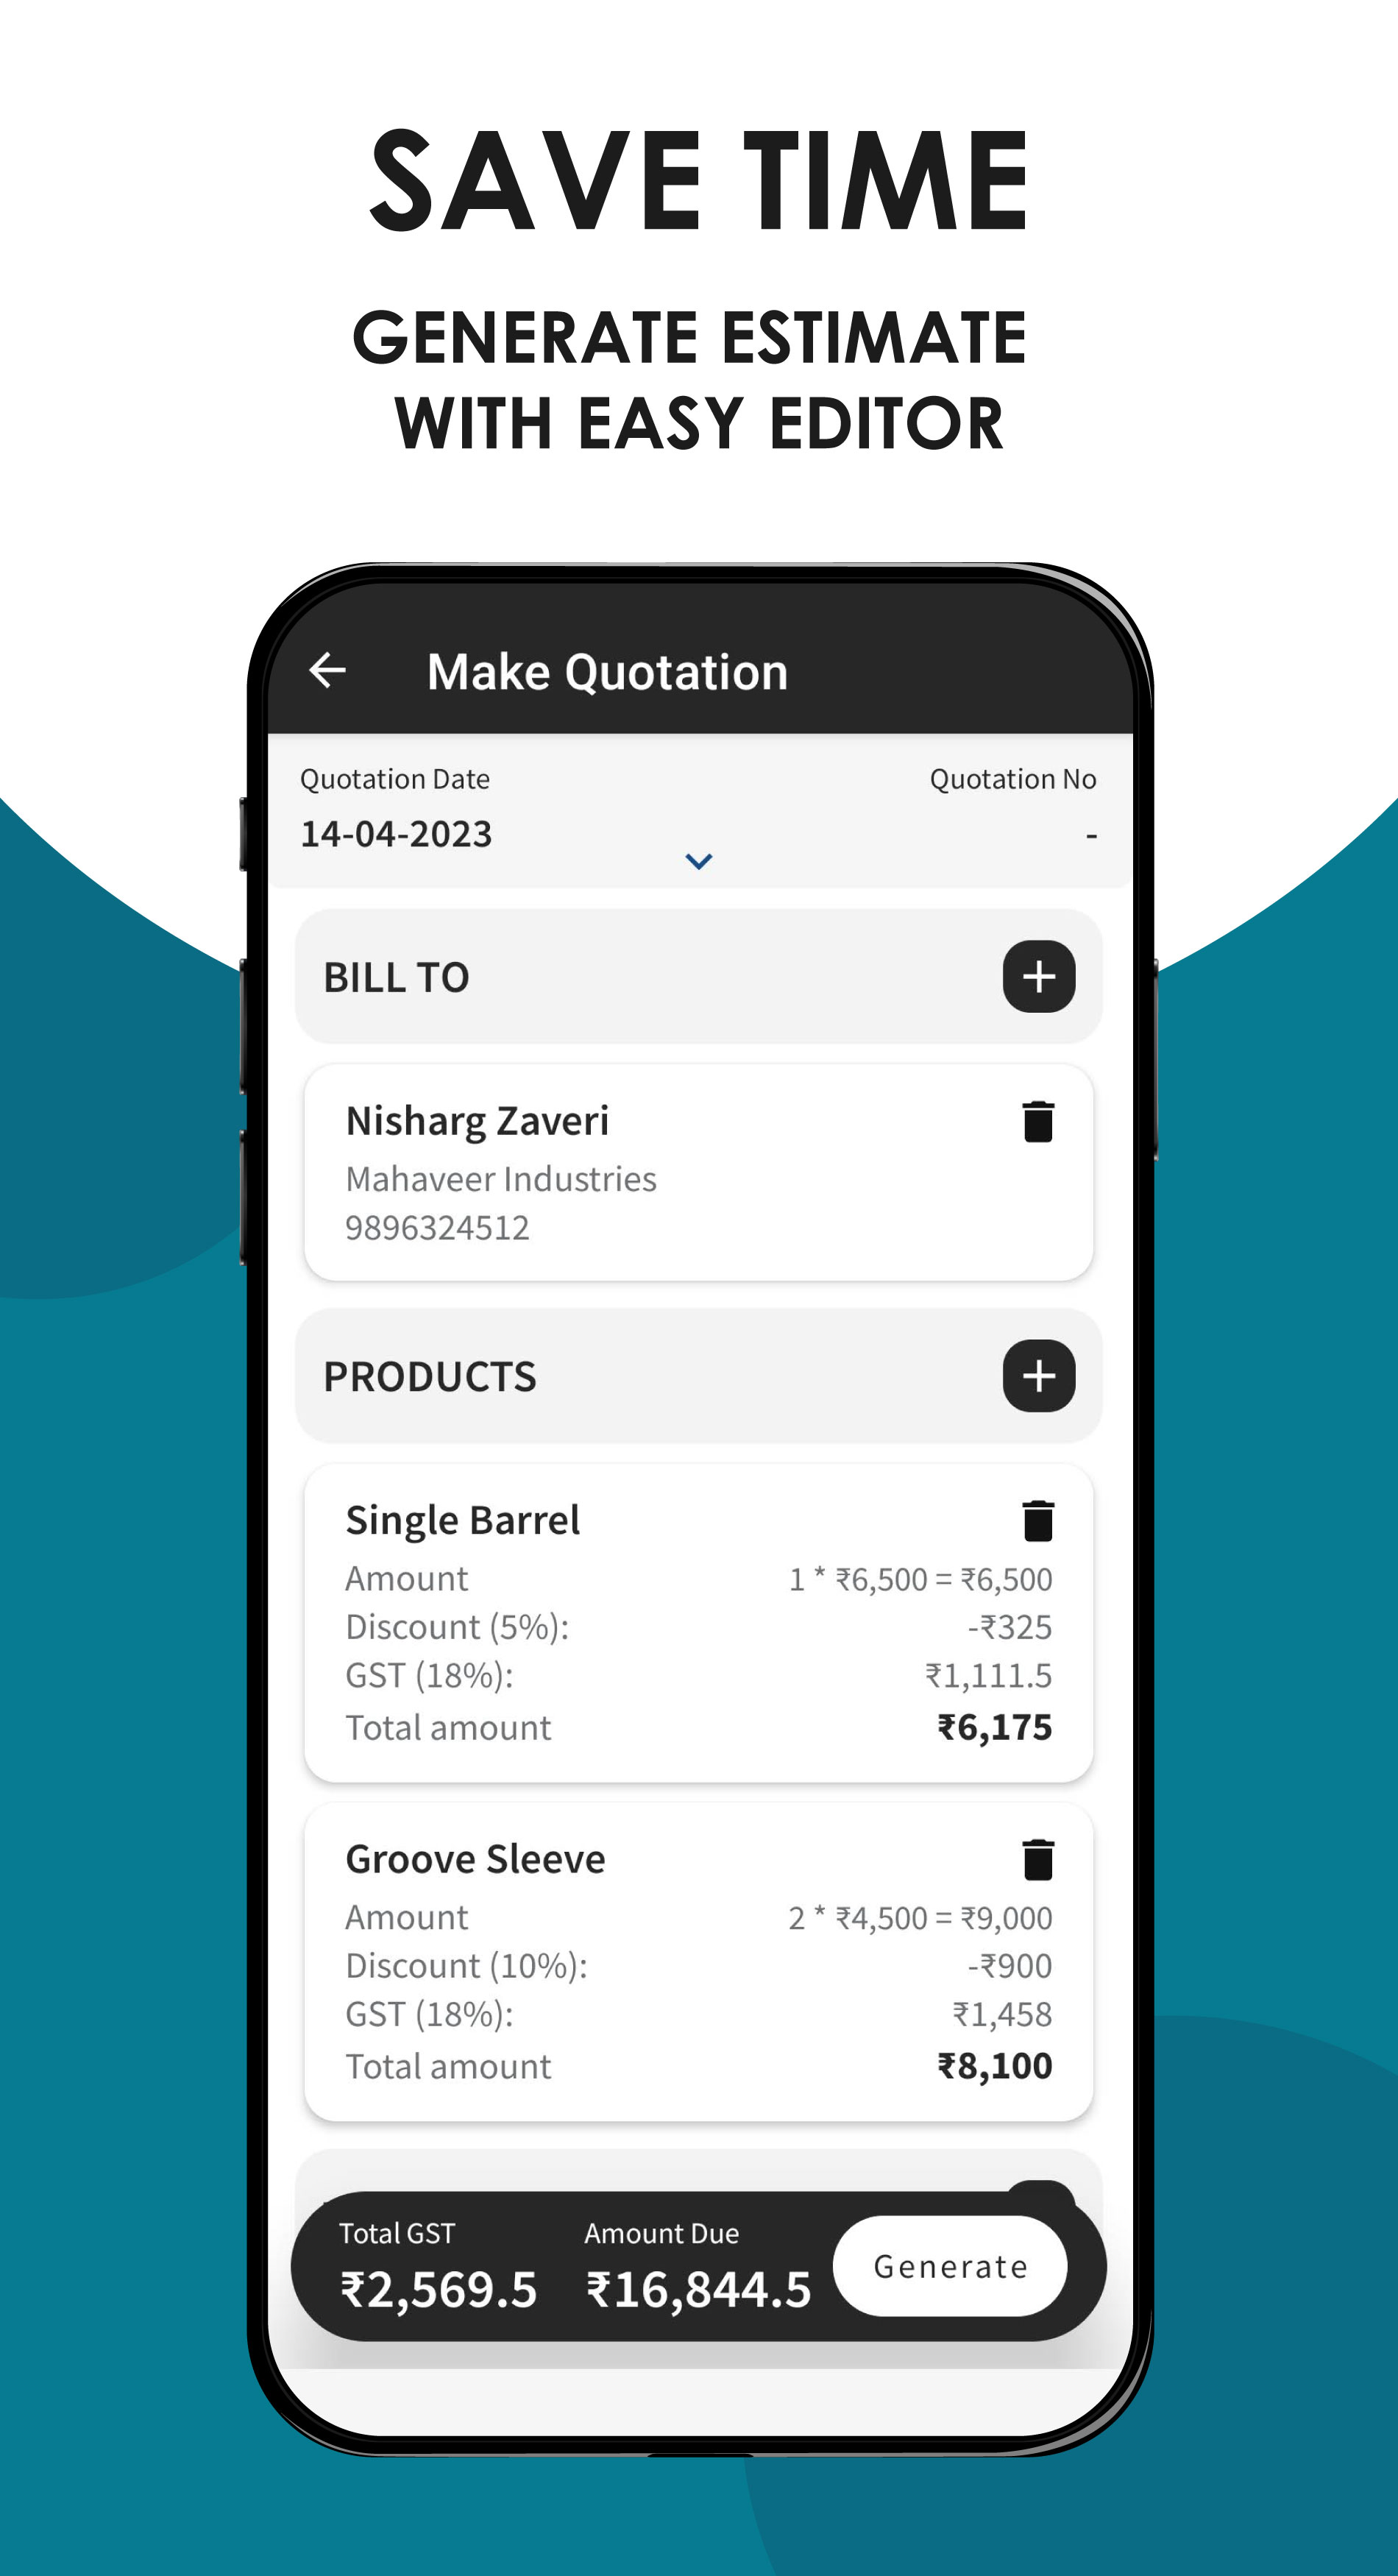 SAVE TIME
GENERATE ESTIMATE
WITH EASY EDITOR
Make Quotation
Quotation Date Quotation No
14-04-2023 -
BILL TO
Nisharg Zaveri
Mahaveer Industries
9896324512
PRODUCTS
Single Barrel
Amount 1 * ₹6,500 = ₹6,500
Discount (5%): -₹325
GST (18%): ₹1,111.5
Total amount ₹6,175
Groove Sleeve
Amount 2 * ₹4,500 = ₹9,000
Discount (10%): -₹900
GST (18%): ₹1,458
Total amount ₹8,100
Total GST Amount Due
₹2,569.5 ₹16,844.5 Generate